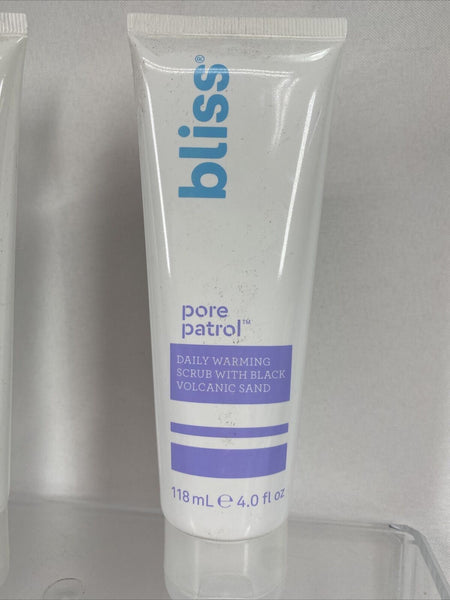 bliss®
pore
patrol™
DAILY WARMING
SCRUB WITH BLACK
VOLCANIC SAND
118 mL ℮ 4.0 fl oz